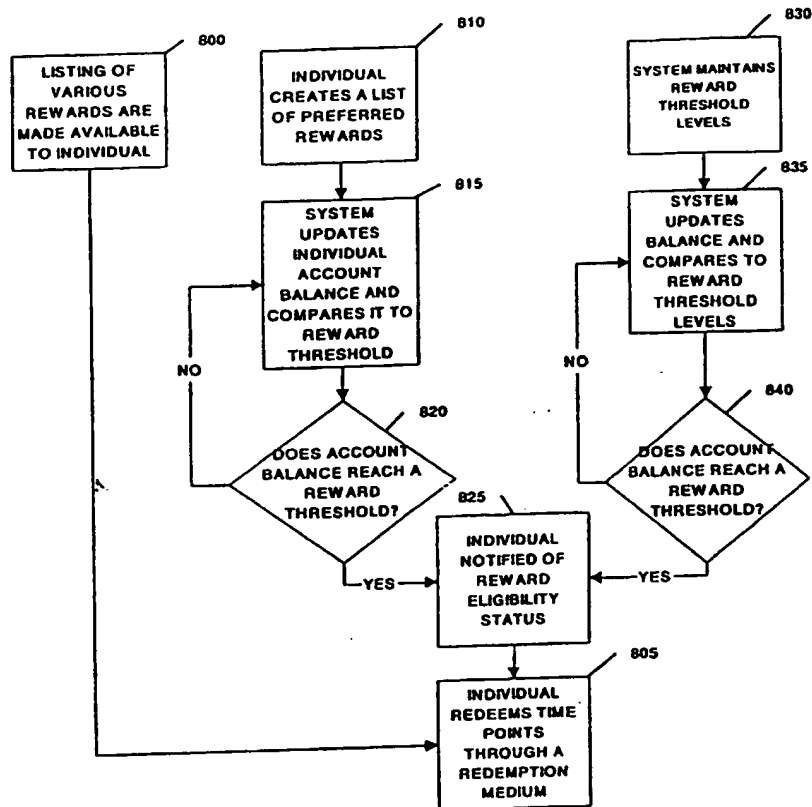 800
LISTING OF
VARIOUS
REWARDS ARE
MADE AVAILABLE
TO INDIVIDUAL
810
INDIVIDUAL
CREATES A LIST
OF PREFERRED
REWARDS
830
SYSTEM MAINTAINS
REWARD
THRESHOLD
LEVELS
815
SYSTEM
UPDATES
INDIVIDUAL
ACCOUNT
BALANCE AND
COMPARES IT TO
REWARD
THRESHOLD
835
SYSTEM
UPDATES
BALANCE AND
COMPARES TO
REWARD
THRESHOLD
LEVELS
NO
NO
820
DOES ACCOUNT
BALANCE REACH A
REWARD
THRESHOLD?
840
DOES ACCOUNT
BALANCE REACH A
REWARD
THRESHOLD?
YES
825
INDIVIDUAL
NOTIFIED OF
REWARD
ELIGIBILITY
STATUS
YES
805
INDIVIDUAL
REDEEMS TIME
POINTS
THROUGH A
REDEMPTION
MEDIUM